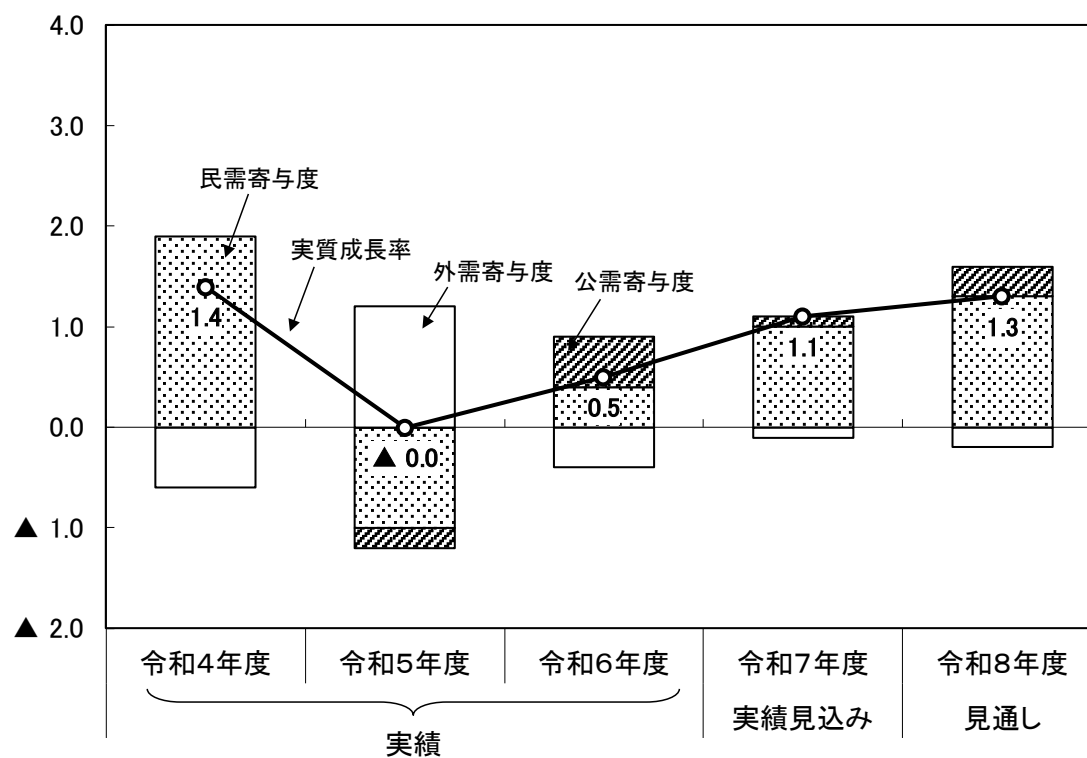 4.0
3.0
2.0
1.0
0.0
▲ 1.0
▲ 2.0
民需寄与度
実質成長率
外需寄与度
公需寄与度
1.4
▲ 0.0
0.5
1.1
1.3
令和4年度
令和5年度
令和6年度
令和7年度
令和8年度
実績
実績見込み
見通し